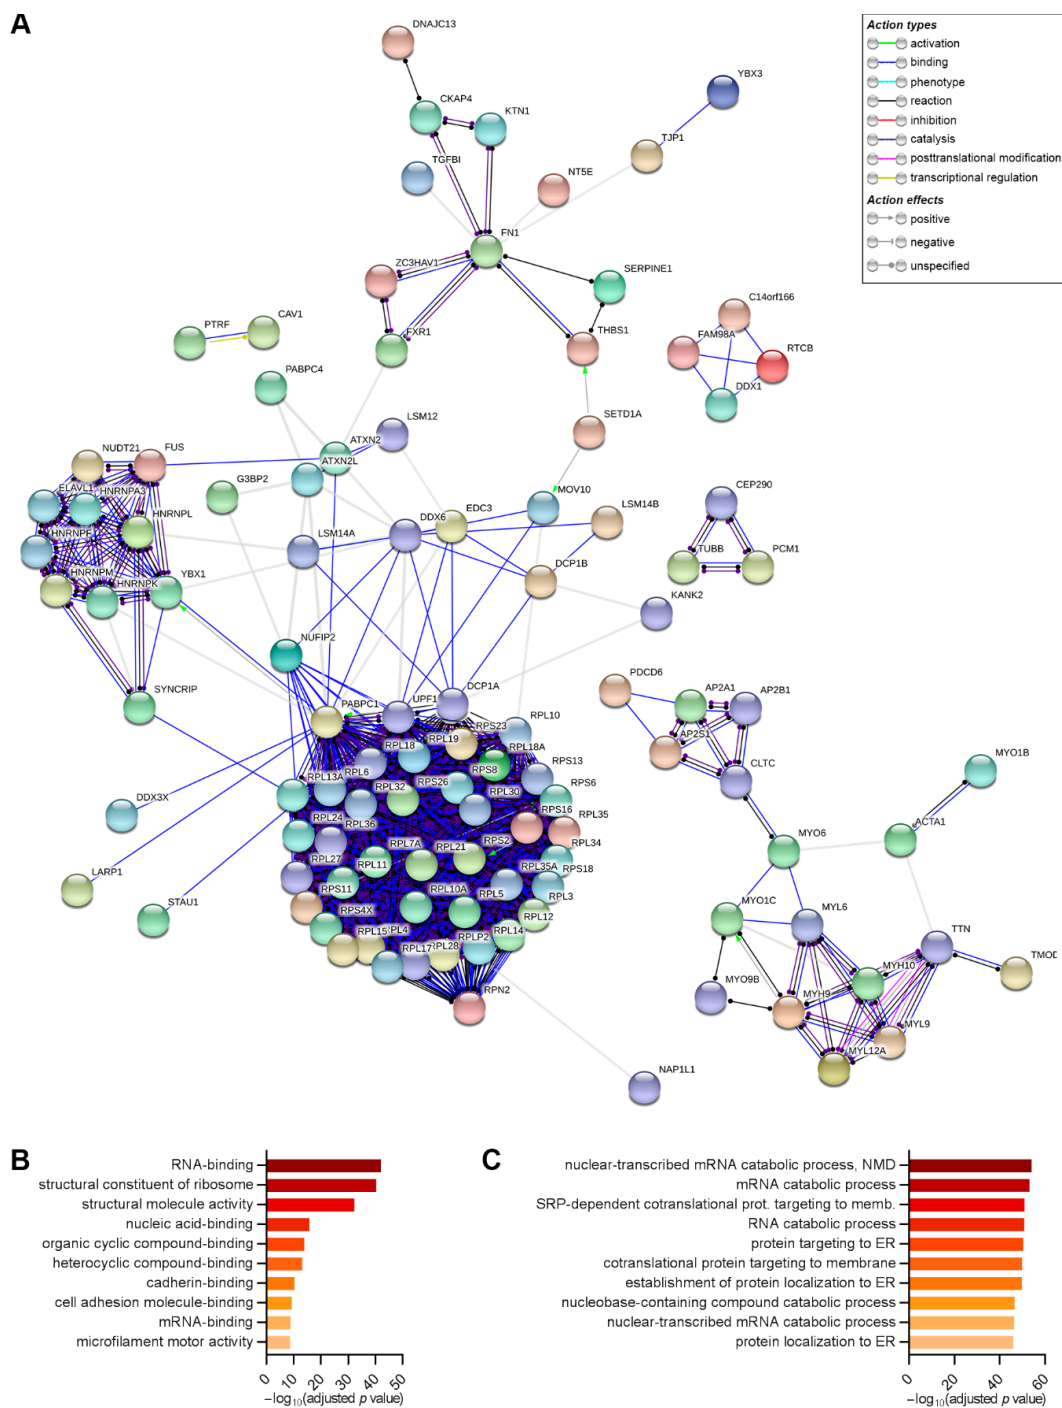 A
DNAJC13
CKAP4
KTN1
YBX3
TJP1
TGFBI
NT5E
FN1
ZC3HAV1
SERPINE1
FXR1
THBS1
Action types
activation
binding
phenotype
reaction
inhibition
catalysis
posttranslational modification
transcriptional regulation
Action effects
positive
negative
unspecified
C14orf166
FAM98A
RTCB
DDX1
PTRF
CAV1
PABPC4
SETD1A
LSM12
ATXN2
ATXN2L
NUDT21
FUS
G3BP2
MOV10
ELAVL1
HNRNPA3
HNRNPL
HNRNPF
HNRNPM
HNRNPK
YBX1
LSM14A
DDX6
EDC3
LSM14B
DCP1B
CEP290
TUBB
PCM1
KANK2
NUFIP2
SYNCRIP
PABPC1
UPF1
DCP1A
PDCD6
AP2A1
AP2B1
AP2S1
CLTC
MYO1B
ACTA1
MYO6
RPL10
RPS23
RPL19
RPL18
RPL18A
RPS13
RPS8
RPL6
RPL13A
RPS26
RPL32
RPL30
RPS6
RPS16
RPL35
RPL24
RPL36
RPS2
RPL34
RPL7A
RPL21
RPL27
RPL11
RPL35A
RPS18
RPS11
RPL10A
RPL5
RPL3
RPS4X
RPL12
RPL15
RPL4
RPLP2
RPL14
RPL17
RPL28
RPN2
DDX3X
LARP1
STAU1
NAP1L1
MYO1C
MYL6
TTN
MYO9B
MYH9
MYH10
MYL9
MYL12A
B
RNA-binding
structural constituent of ribosome
structural molecule activity
nucleic acid-binding
organic cyclic compound-binding
heterocyclic compound-binding
cadherin-binding
cell adhesion molecule-binding
mRNA-binding
microfilament motor activity
0 10 20 30 40 50
−log10(adjusted p value)
C
nuclear-transcribed mRNA catabolic process, NMD
mRNA catabolic process
SRP-dependent cotranslational prot. targeting to memb.
RNA catabolic process
protein targeting to ER
cotranslational protein targeting to membrane
establishment of protein localization to ER
nucleobase-containing compound catabolic process
nuclear-transcribed mRNA catabolic process
protein localization to ER
0 20 40 60
−log10(adjusted p value)